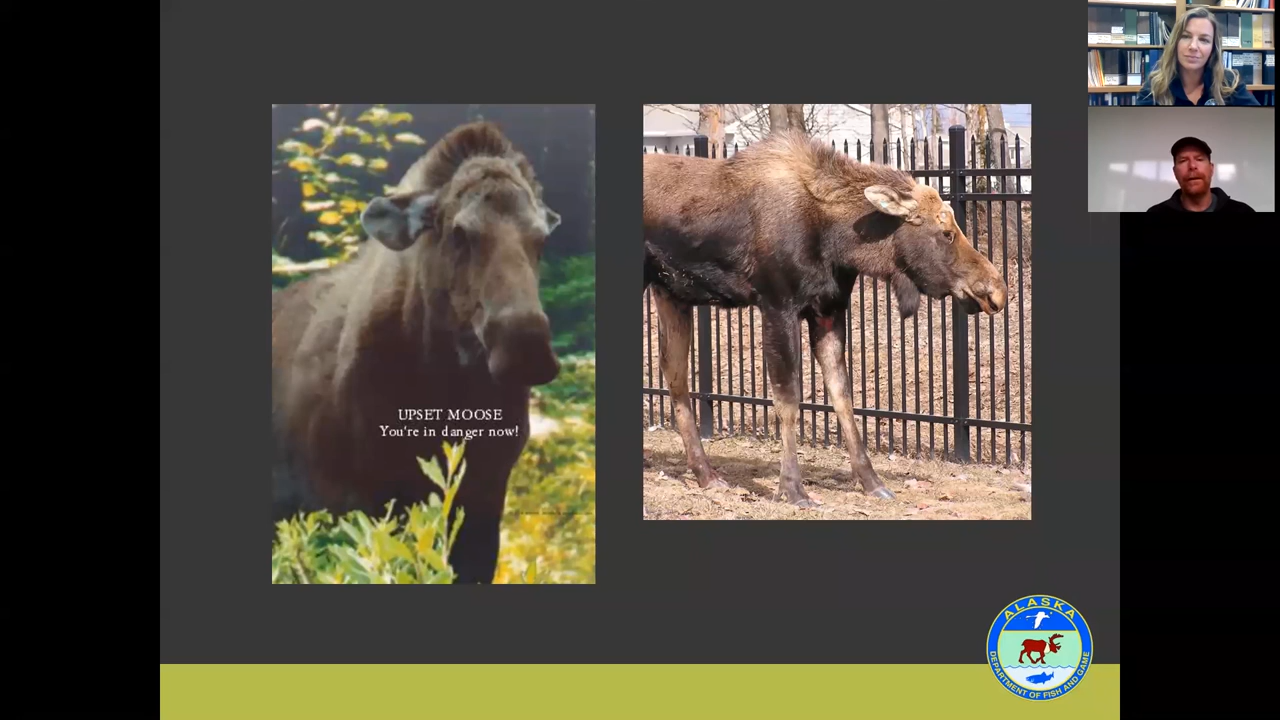 UPSET MOOSE
You're in danger now!
ALASKA
DEPARTMENT OF FISH AND GAME